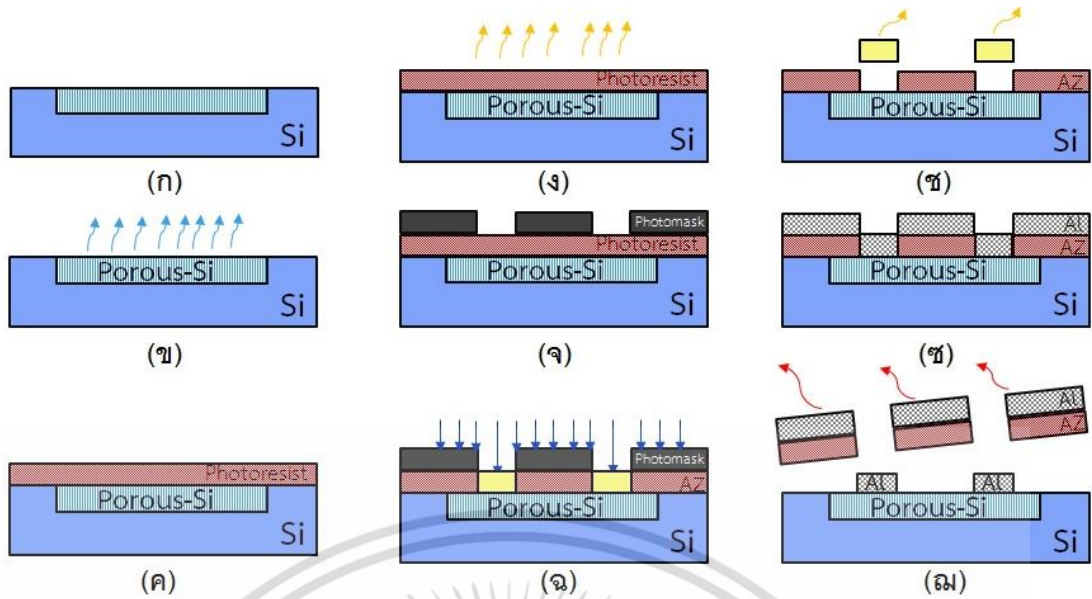 Si
(ก)
Porous-Si
Si
(ข)
Photoresist
Porous-Si
Si
(ค)
Photoresist
Porous-Si
Si
(ง)
Photomask
Photoresist
Porous-Si
Si
(จ)
Photomask
AZ
Porous-Si
Si
(ฉ)
AZ
Porous-Si
Si
(ช)
Al
AZ
Porous-Si
Si
(ซ)
Al
AZ
Al Al
Porous-Si
Si
(ฌ)